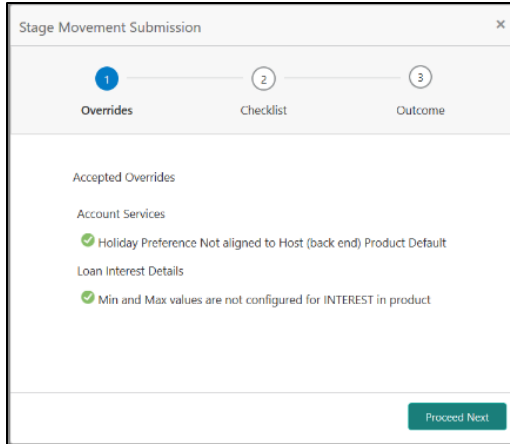 Stage Movement Submission ×
1 2 3
Overrides Checklist Outcome
Accepted Overrides
Account Services
Holiday Preference Not aligned to Host (back end) Product Default
Loan Interest Details
Min and Max values are not configured for INTEREST in product
Proceed Next